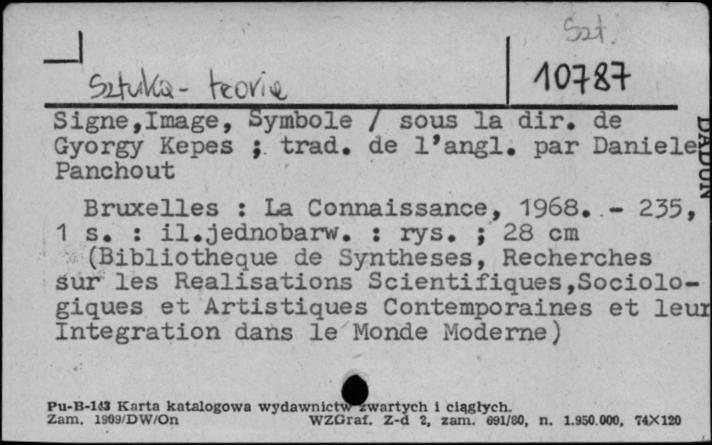 Szt.
Sztuka - teoria
10787
Signe,Image, Symbole / sous la dir. de
Gyorgy Kepes ; trad. de l'angl. par Daniele
Panchout
Bruxelles : La Connaissance, 1968. - 235,
1 s. : il.jednobarw. : rys. ; 28 cm
(Bibliotheque de Syntheses, Recherches
sur les Realisations Scientifiques,Sociolo-
giques et Artistiques Contemporaines et leur
Integration dans le Monde Moderne)
Pu-B-143 Karta katalogowa wydawnictw zwartych i ciągłych.
Zam. 1909/DW/On WZGraf. Z-d 2, zam. 691/80, n. 1.950.000, 74×120